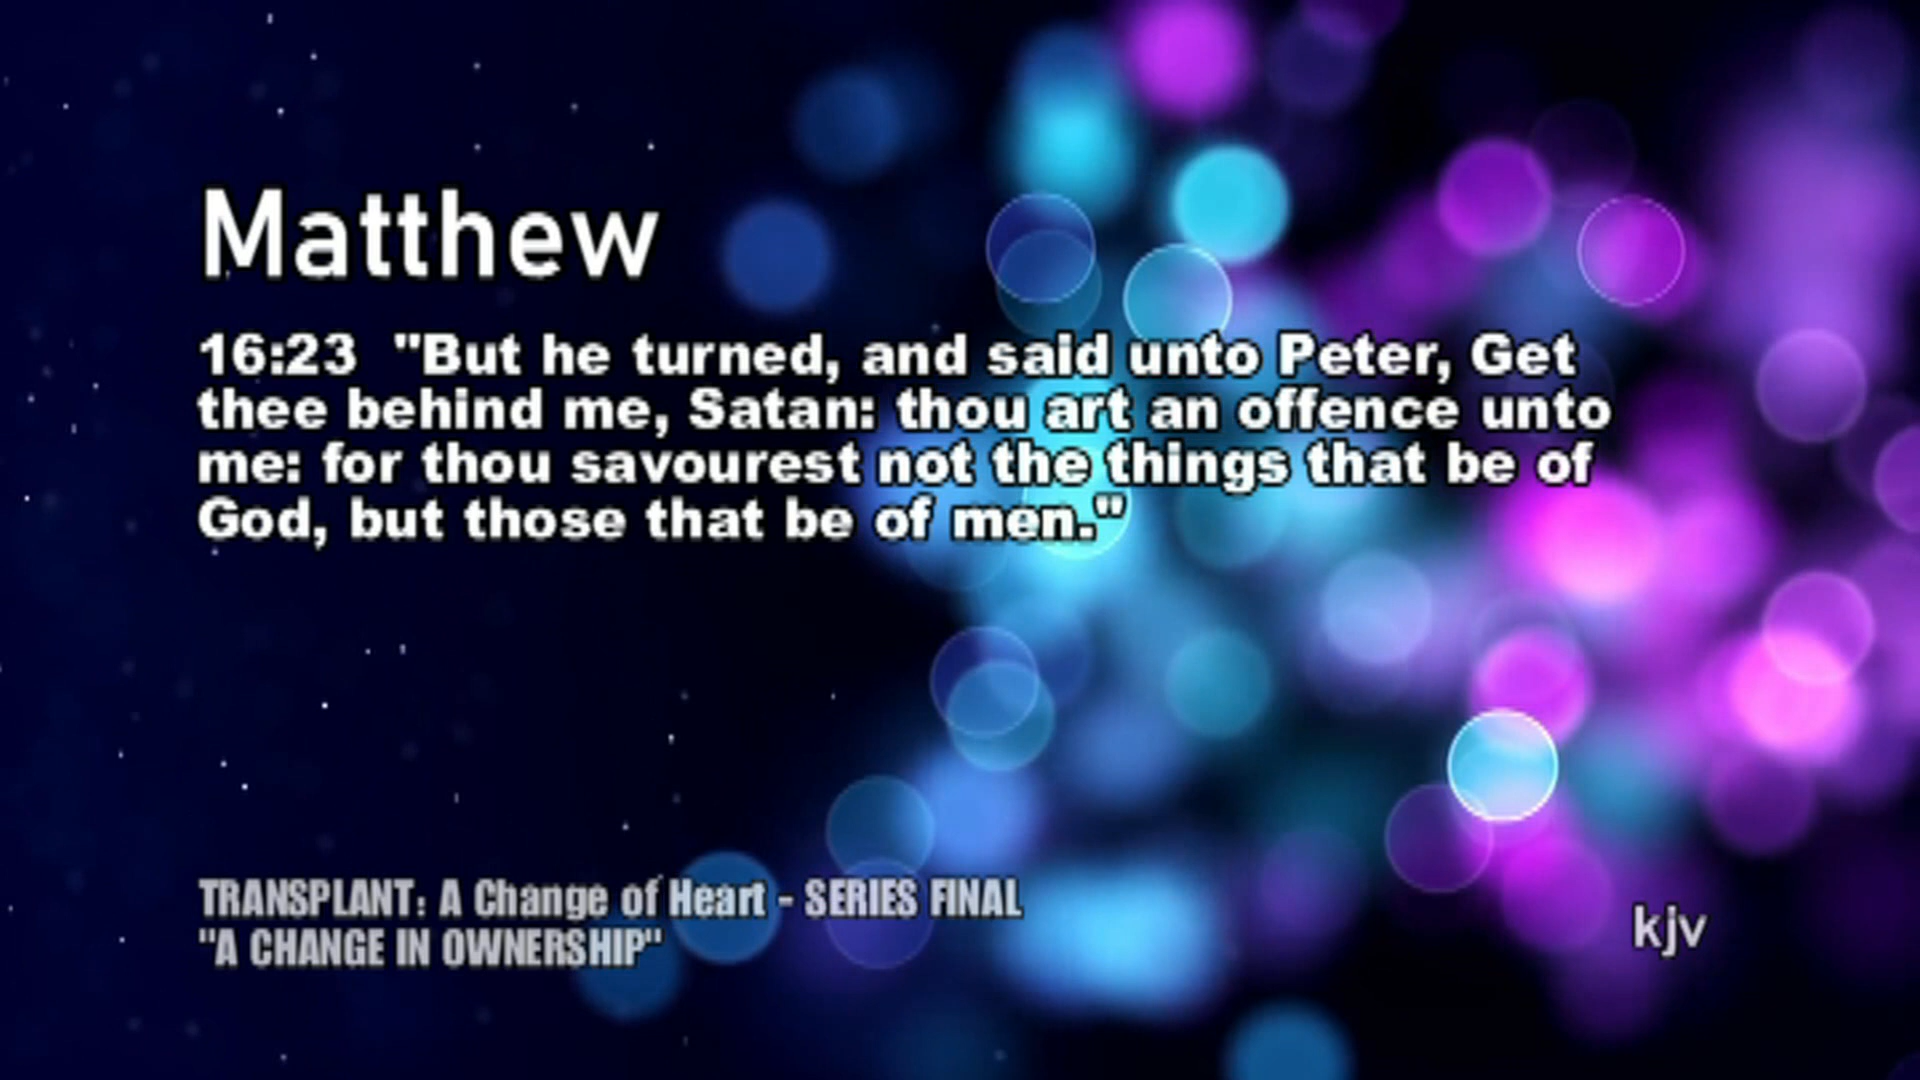 Matthew
16:23 "But he turned, and said unto Peter, Get
thee behind me, Satan: thou art an offence unto
me: for thou savourest not the things that be of
God, but those that be of men."
TRANSPLANT: A Change of Heart - SERIES FINAL
"A CHANGE IN OWNERSHIP"
kjv